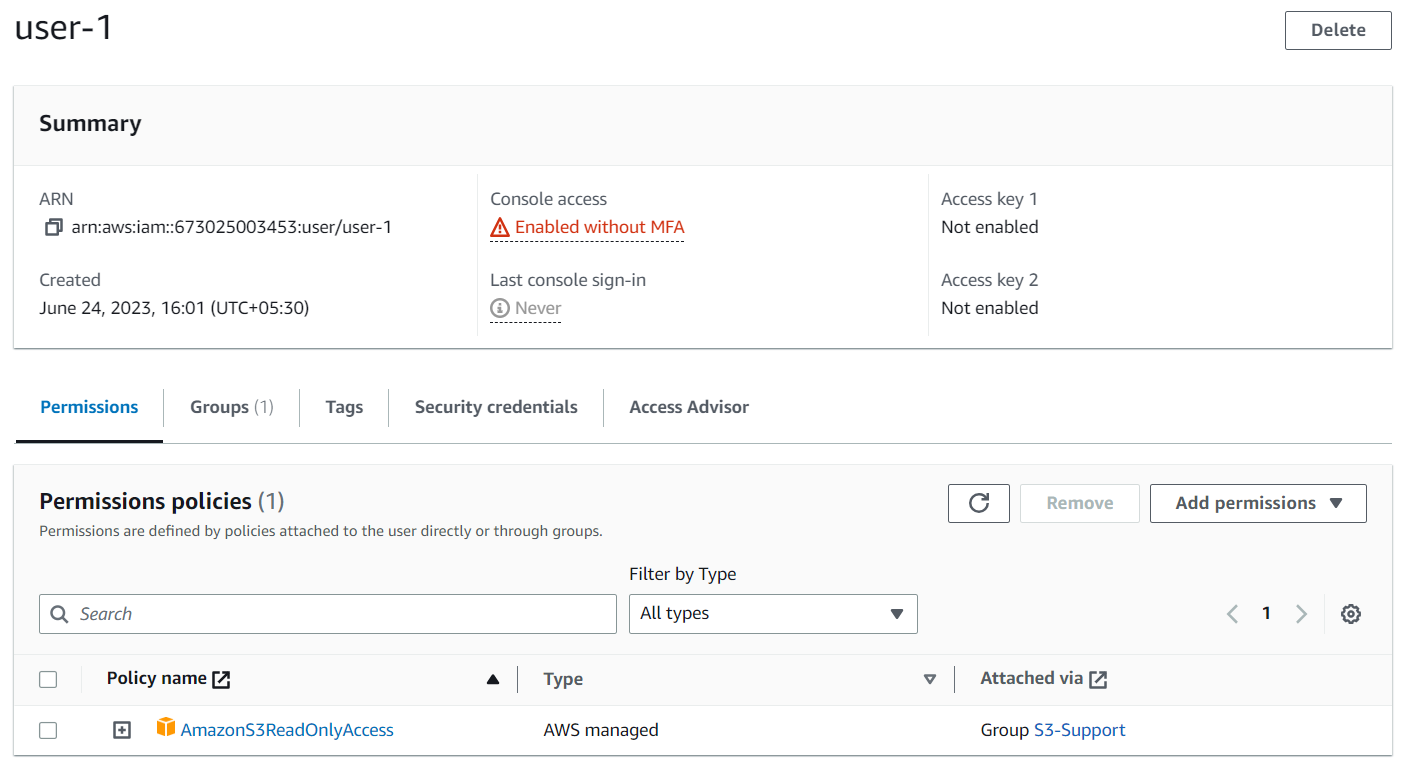 user-1
Delete
Summary
ARN
arn:aws:iam::673025003453:user/user-1
Created
June 24, 2023, 16:01 (UTC+05:30)
Console access
Enabled without MFA
Last console sign-in
Never
Access key 1
Not enabled
Access key 2
Not enabled
Permissions
Groups (1)
Tags
Security credentials
Access Advisor
Permissions policies (1)
Permissions are defined by policies attached to the user directly or through groups.
Remove
Add permissions
Filter by Type
Search
All types
1
Policy name
Type
Attached via
AmazonS3ReadOnlyAccess
AWS managed
Group S3-Support